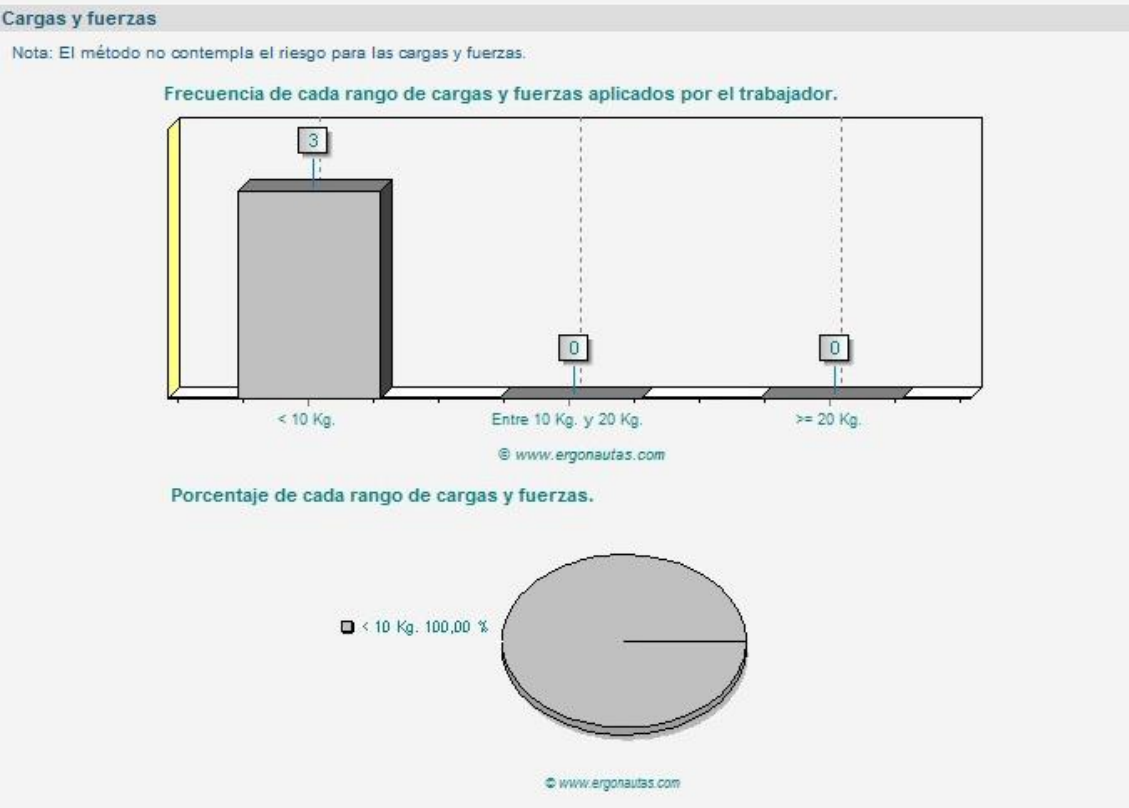 Cargas y fuerzas
Nota: El método no contempla el riesgo para las cargas y fuerzas.
Frecuencia de cada rango de cargas y fuerzas aplicados por el trabajador.
3
0
0
< 10 Kg.
Entre 10 Kg. y 20 Kg.
>= 20 Kg.
© www.ergonautas.com
Porcentaje de cada rango de cargas y fuerzas.
< 10 Kg. 100,00 %
© www.ergonautas.com